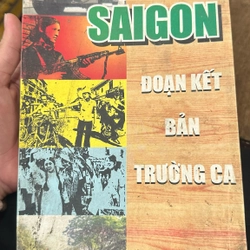 SAIGON
ĐOẠN KẾT
BẢN
TRƯỜNG CA